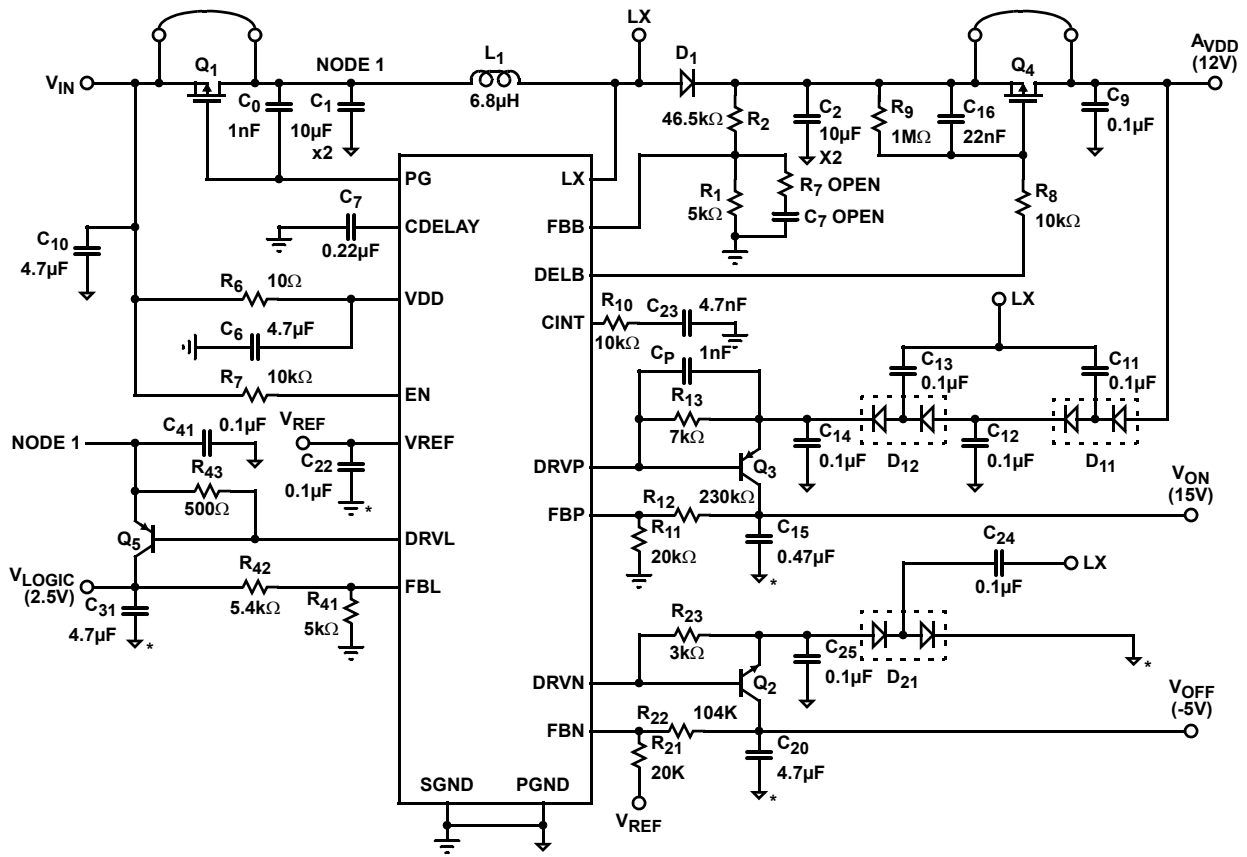 LX
VIN
Q1
C0
1nF
NODE 1
C1
10µF
x2
L1
6.8µH
D1
46.5kΩ
R2
C2
10µF
X2
R9
1MΩ
C16
22nF
Q4
C9
0.1µF
AVDD
(12V)
PG
LX
R1
5kΩ
R7 OPEN
C7 OPEN
R8
10kΩ
C7
0.22µF
CDELAY
FBB
C10
4.7µF
R6
10Ω
VDD
DELB
C6
4.7µF
CINT
R10
10kΩ
C23
4.7nF
LX
R7
10kΩ
EN
CP
1nF
C13
0.1µF
C11
0.1µF
NODE 1
C41
0.1µF
VREF
VREF
C22
0.1µF
*
R13
7kΩ
C14
0.1µF
D12
C12
0.1µF
D11
R43
500Ω
DRVP
Q3
Q5
DRVL
FBP
R12
230kΩ
R11
20kΩ
C15
0.47µF
*
VON
(15V)
VLOGIC
(2.5V)
C31
4.7µF
*
R42
5.4kΩ
FBL
R41
5kΩ
C24
0.1µF
LX
R23
3kΩ
C25
0.1µF
D21
*
DRVN
Q2
FBN
R22
104K
R21
20K
VREF
C20
4.7µF
*
VOFF
(-5V)
SGND
PGND